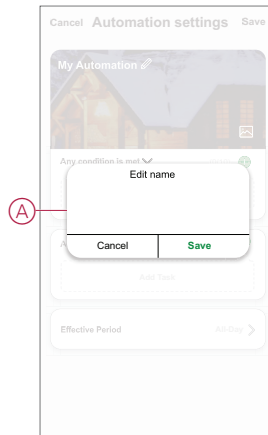 Cancel Automation settings Save
My Automation
Any condition is met
Edit name
A
Cancel Save
A
Add Task
Effective Period All-Day